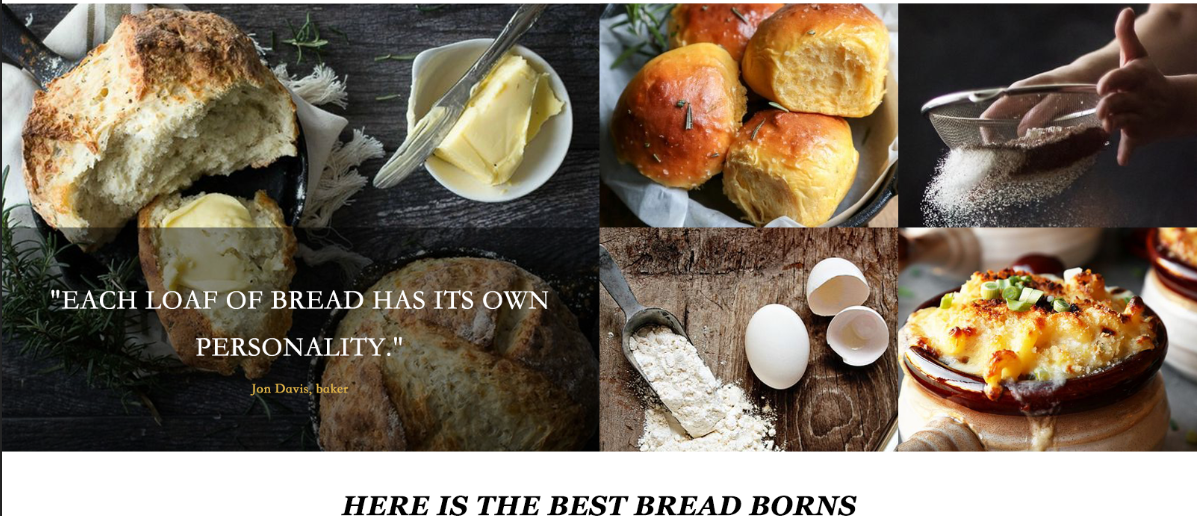 "EACH LOAF OF BREAD HAS ITS OWN
PERSONALITY."
Jon Davis, baker
HERE IS THE BEST BREAD BORNS